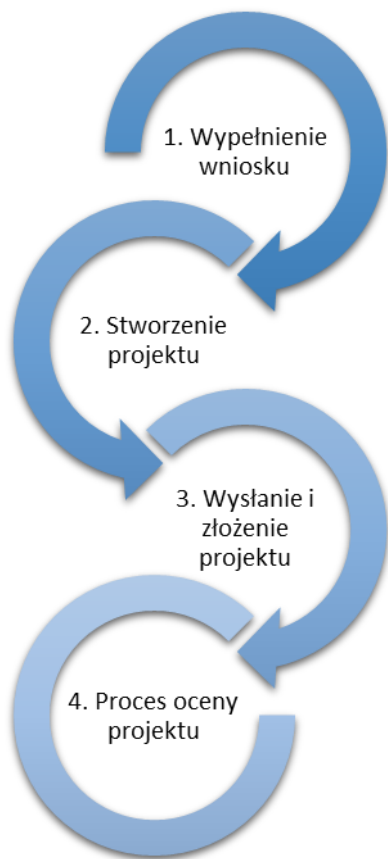 1. Wypełnienie
wniosku
2. Stworzenie
projektu
3. Wysłanie i
złożenie
projektu
4. Proces oceny
projektu